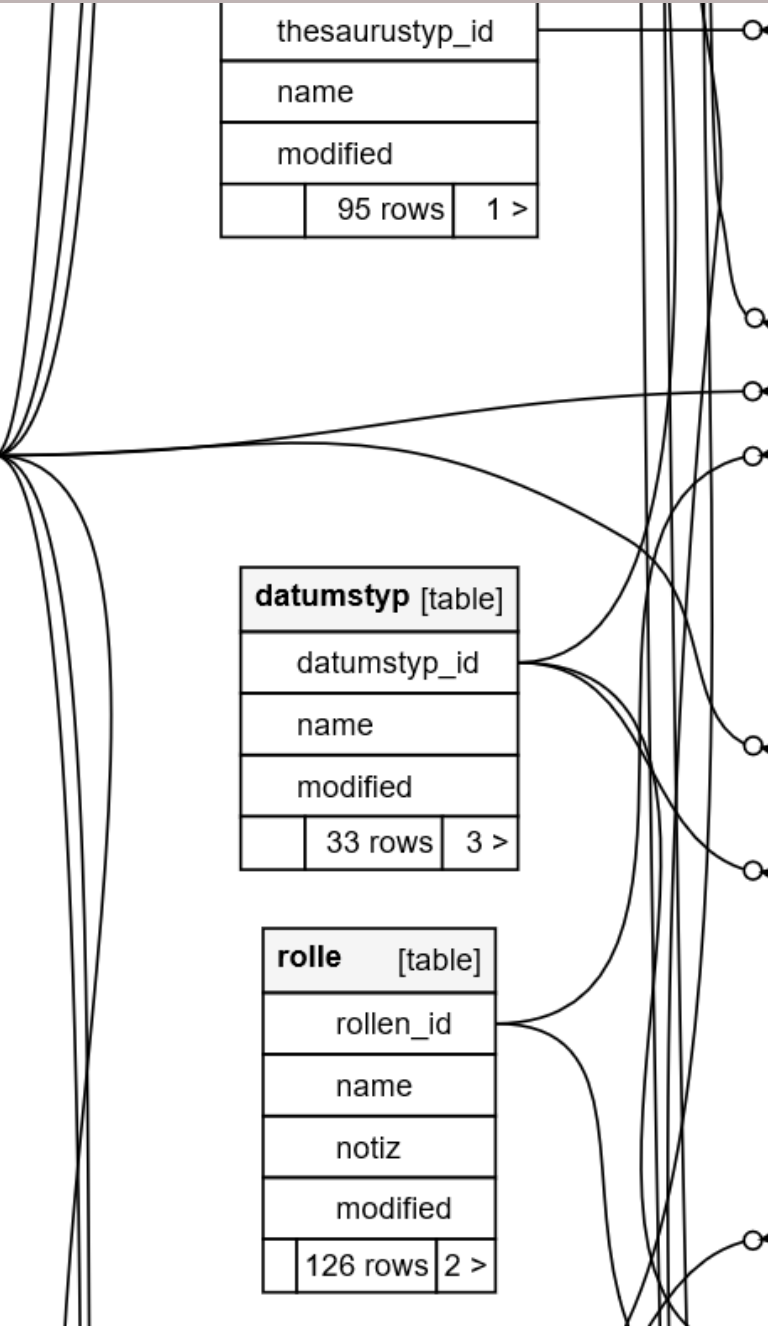 thesaurustyp_id
name
modified
95 rows 1 >
datumstyp [table]
datumstyp_id
name
modified
33 rows 3 >
rolle [table]
rollen_id
name
notiz
modified
126 rows 2 >